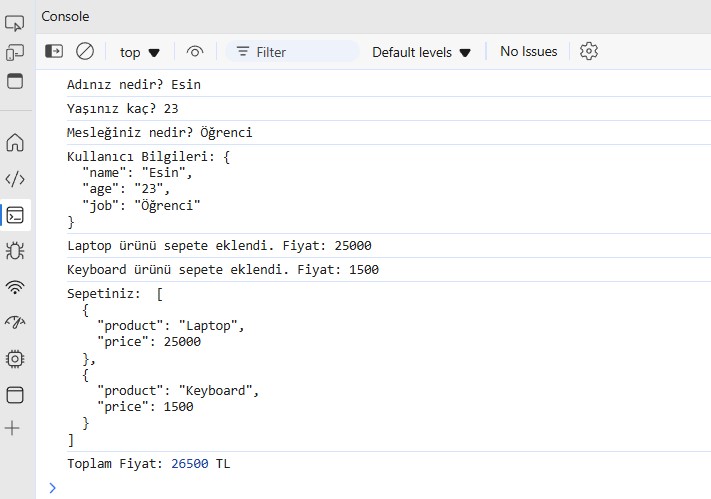 Console
top
Filter
Default levels
No Issues
Adınız nedir? Esin
Yaşınız kaç? 23
Mesleğiniz nedir? Öğrenci
Kullanıcı Bilgileri: {
  "name": "Esin",
  "age": "23",
  "job": "Öğrenci"
}
Laptop ürünü sepete eklendi. Fiyat: 25000
Keyboard ürünü sepete eklendi. Fiyat: 1500
Sepetiniz:  [
  {
    "product": "Laptop",
    "price": 25000
  },
  {
    "product": "Keyboard",
    "price": 1500
  }
]
Toplam Fiyat: 26500 TL